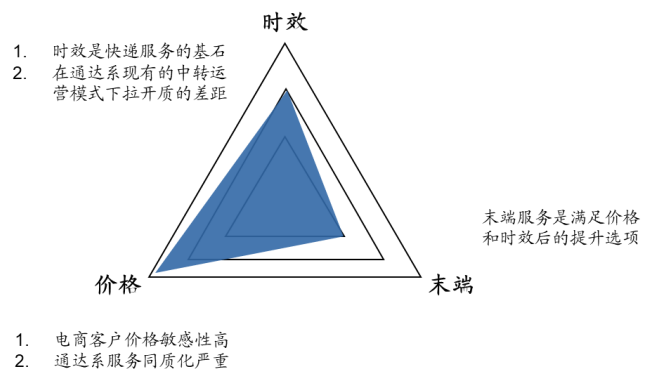 时效
1. 时效是快递服务的基石
2. 在通达系现有的中转运
营模式下拉开质的差距
末端服务是满足价格
和时效后的提升选项
价格
末端
1. 电商客户价格敏感性高
2. 通达系服务同质化严重